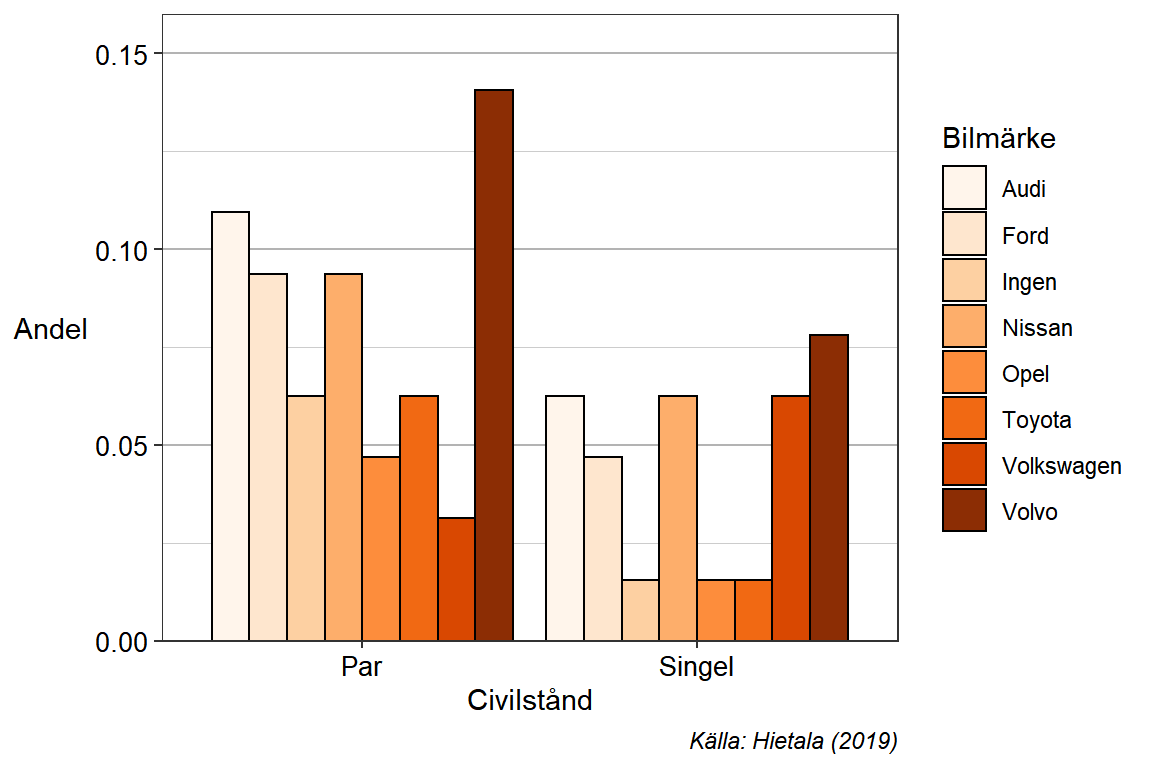 0.15
0.10
0.05
0.00
Andel
Par
Singel
Civilstånd
Källa: Hietala (2019)
Bilmärke
Audi
Ford
Ingen
Nissan
Opel
Toyota
Volkswagen
Volvo